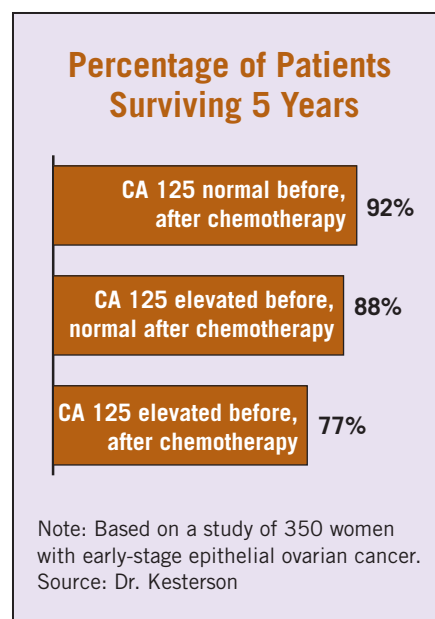 Percentage of Patients
Surviving 5 Years
CA 125 normal before,
after chemotherapy
92%
CA 125 elevated before,
normal after chemotherapy
88%
CA 125 elevated before,
after chemotherapy
77%
Note: Based on a study of 350 women
with early-stage epithelial ovarian cancer.
Source: Dr. Kesterson